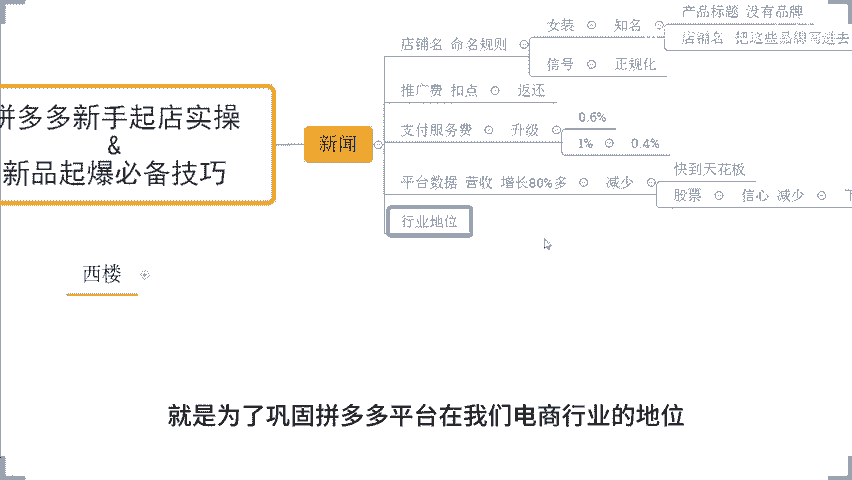 产品标题 没有品牌
女装 知名
店铺名 把这些品牌写进去
店铺名 命名规则
信号 正规化
推广费 扣点 返还
拼多多新手起店实操
&
新品起爆必备技巧
新闻
0.6%
支付服务费 升级
1% 0.4%
快到天花板
平台数据 营收 增长80%多 减少
股票 信心 减少 下
行业地位
西楼
就是为了巩固拼多多平台在我们电商行业的地位